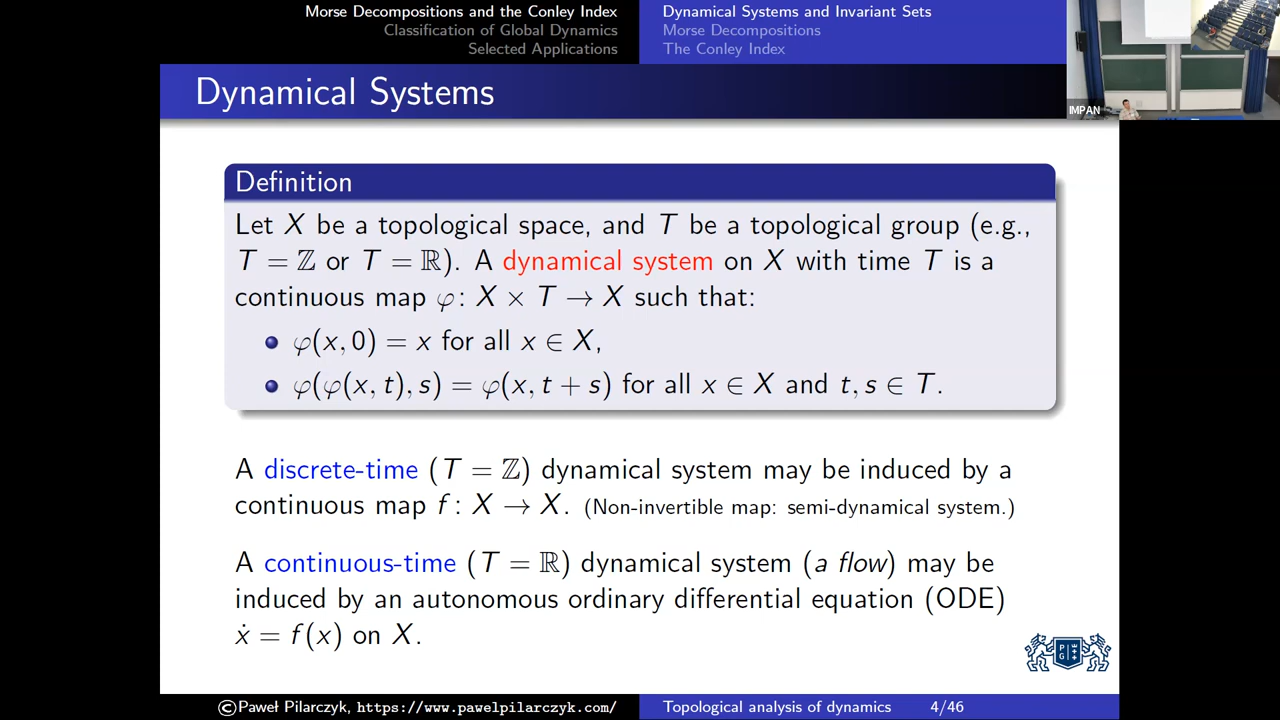 Morse Decompositions and the Conley Index
Classification of Global Dynamics
Selected Applications
Dynamical Systems and Invariant Sets
Morse Decompositions
The Conley Index
IMPAN
Dynamical Systems
Definition
Let X be a topological space, and T be a topological group (e.g.,
T = ℤ or T = ℝ). A dynamical system on X with time T is a
continuous map φ: X × T → X such that:
φ(x, 0) = x for all x ∈ X,
φ(φ(x, t), s) = φ(x, t + s) for all x ∈ X and t, s ∈ T.
A discrete-time (T = ℤ) dynamical system may be induced by a
continuous map f: X → X. (Non-invertible map: semi-dynamical system.)
A continuous-time (T = ℝ) dynamical system (a flow) may be
induced by an autonomous ordinary differential equation (ODE)
ẋ = f(x) on X.
P G
© Paweł Pilarczyk, https://www.pawelpilarczyk.com/
Topological analysis of dynamics
4/46